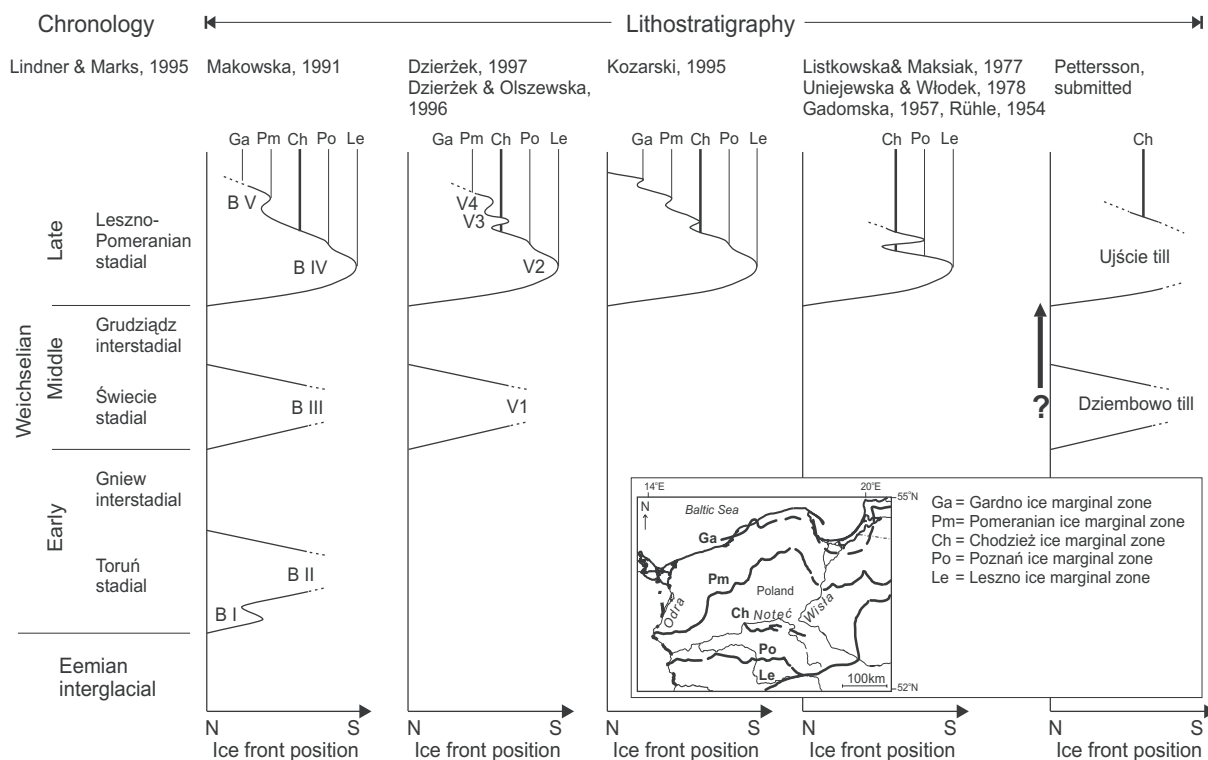 Chronology
Lithostratigraphy
Lindner & Marks, 1995
Makowska, 1991
Dzierżek, 1997
Dzierżek & Olszewska,
1996
Kozarski, 1995
Listkowska& Maksiak, 1977
Uniejewska & Włodek, 1978
Gadomska, 1957, Rühle, 1954
Pettersson,
submitted
Ga Pm Ch Po Le
Ga Pm Ch Po Le
Ga Pm Ch Po Le
Ch Po Le
Ch
Weichselian
Late
Leszno-
Pomeranian
stadial
B V
B IV
V4
V3
V2
Ujście till
Middle
Grudziądz
interstadial
Świecie
stadial
B III
V1
?
Dziembowo till
Early
Gniew
interstadial
Toruń
stadial
B II
B I
Eemian
interglacial
14°E
20°E
55°N
N
Baltic Sea
Ga
Pm
Poland
Odra
Ch Noteć
Wisła
Po
Le
100km
52°N
Ga = Gardno ice marginal zone
Pm= Pomeranian ice marginal zone
Ch = Chodzież ice marginal zone
Po = Poznań ice marginal zone
Le = Leszno ice marginal zone
N S
Ice front position
N S
Ice front position
N S
Ice front position
N S
Ice front position
N S
Ice front position